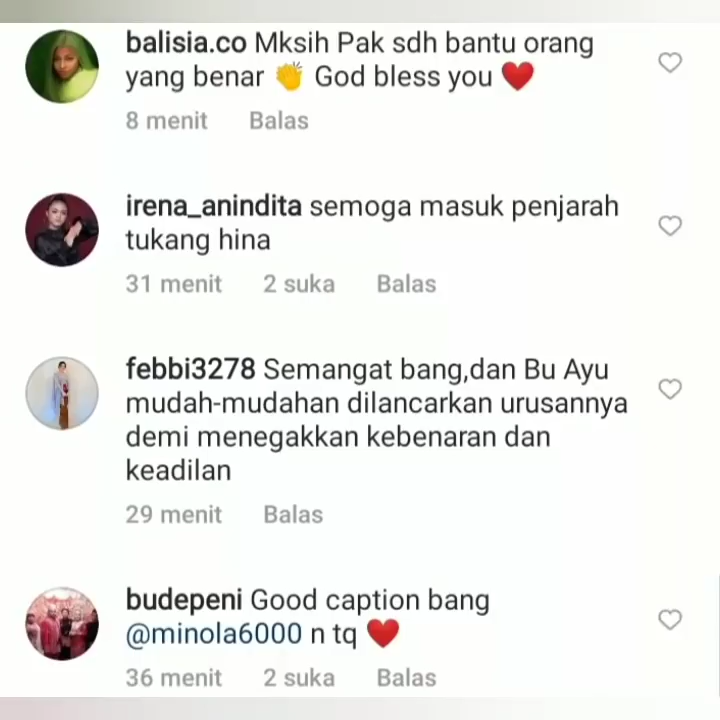 balisia.co Mksih Pak sdh bantu orang
yang benar 👏 God bless you ❤️
8 menit Balas
irena_anindita semoga masuk penjarah
tukang hina
31 menit 2 suka Balas
febbi3278 Semangat bang,dan Bu Ayu
mudah-mudahan dilancarkan urusannya
demi menegakkan kebenaran dan
keadilan
29 menit Balas
budepeni Good caption bang
@minola6000 n tq ❤️
36 menit 2 suka Balas